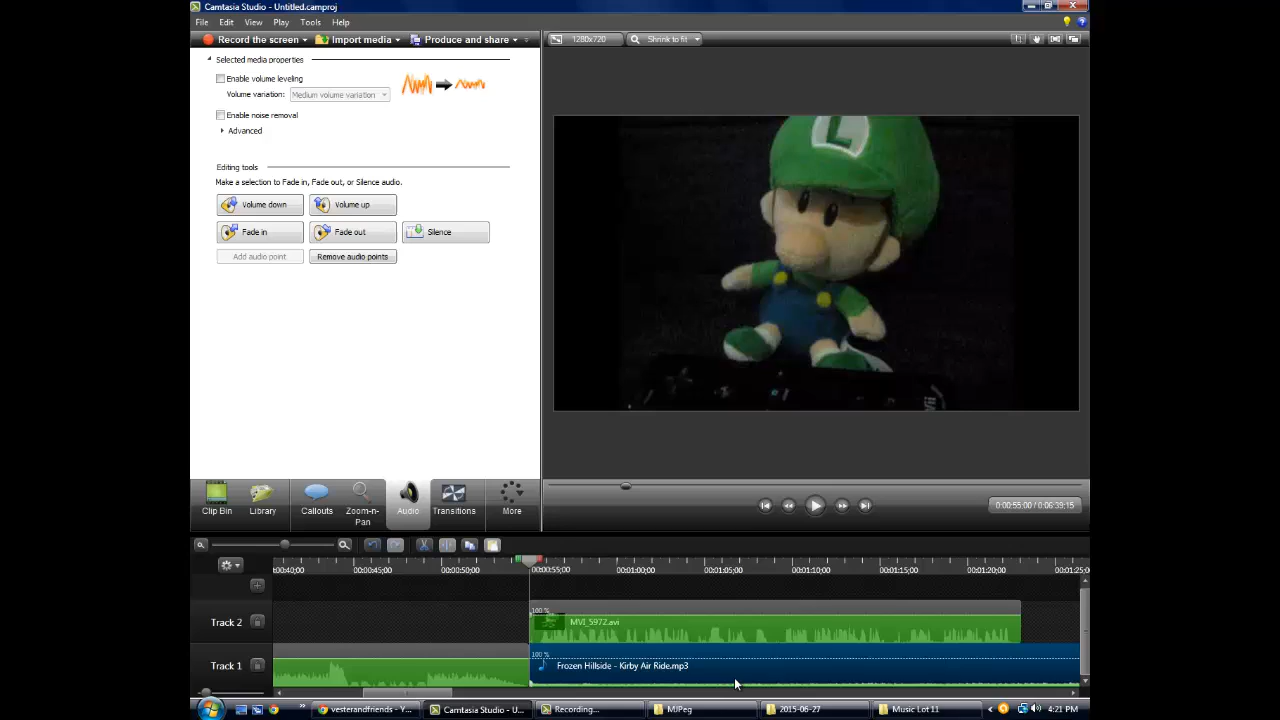 Camtasia Studio - Untitled.camproj
File Edit View Play Tools Help
Record the screen Import media Produce and share
1280x720 Shrink to fit
Selected media properties
Enable volume leveling
Volume variation: Medium volume variation
Enable noise removal
Advanced
Editing tools
Make a selection to Fade in, Fade out, or Silence audio.
Volume down Volume up
Fade in Fade out Silence
Add audio point Remove audio points
L
Wii
Clip Bin Library Callouts Zoom-n-Pan Audio Transitions More
0:00:55:00 / 0:06:39;15
00:00:40;00 00:00:45;00 00:00:50;00 00:00:55;00 00:01:00;00 00:01:05;00 00:01:10;00 00:01:15;00 00:01:20;00 00:01:25;00
100 %
Track 2 MVI_5972.avi
100 %
Track 1 Frozen Hillside - Kirby Air Ride.mp3
vesterandfriends - Y... Camtasia Studio - U... Recording... MJPeg 2015-06-27 Music Lot 11 4:21 PM